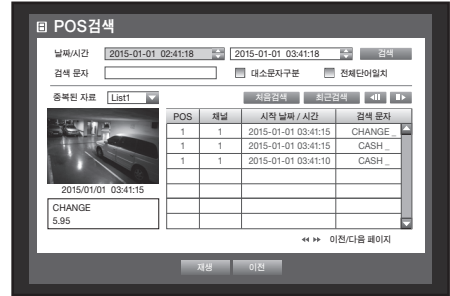 POS검색
날짜/시간 2015-01-01 02:41:18 2015-01-01 03:41:18 검색
검색 문자 대소문자구분 전체단어일치
중복된 자료 List1 처음검색 최근검색
POS 채널 시작 날짜 / 시간 검색 문자
1 1 2015-01-01 03:41:15 CHANGE _
1 1 2015-01-01 03:41:15 CASH _
1 1 2015-01-01 03:41:10 CASH _
2015/01/01 03:41:15
CHANGE
5.95
이전/다음 페이지
재생 이전